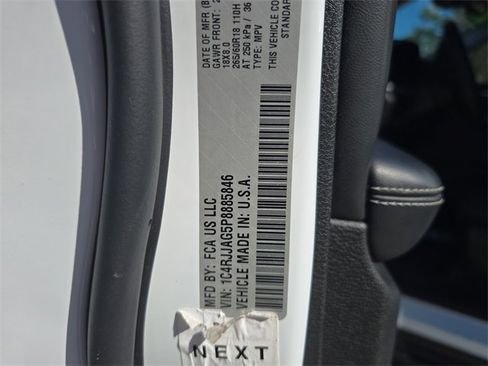 DATE OF MFR
GAWR FRONT:
18X8.0
265/60R18 110H
AT 250 kPa / 36
TYPE: MPV
THIS VEHICLE CO
STANDAR
MFD BY: FCA US LLC
VIN: 1C4RJJAG5P8885846
VEHICLE MADE IN: U.S.A.
NEXT